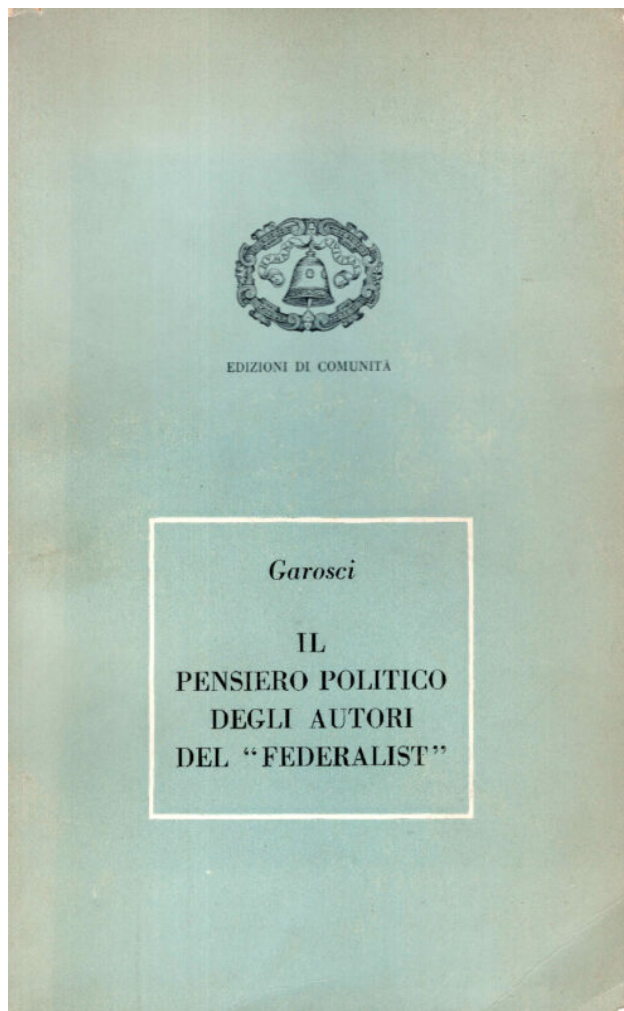 EDIZIONI DI COMUNITÀ
Garosci
IL
PENSIERO POLITICO
DEGLI AUTORI
DEL “FEDERALIST”